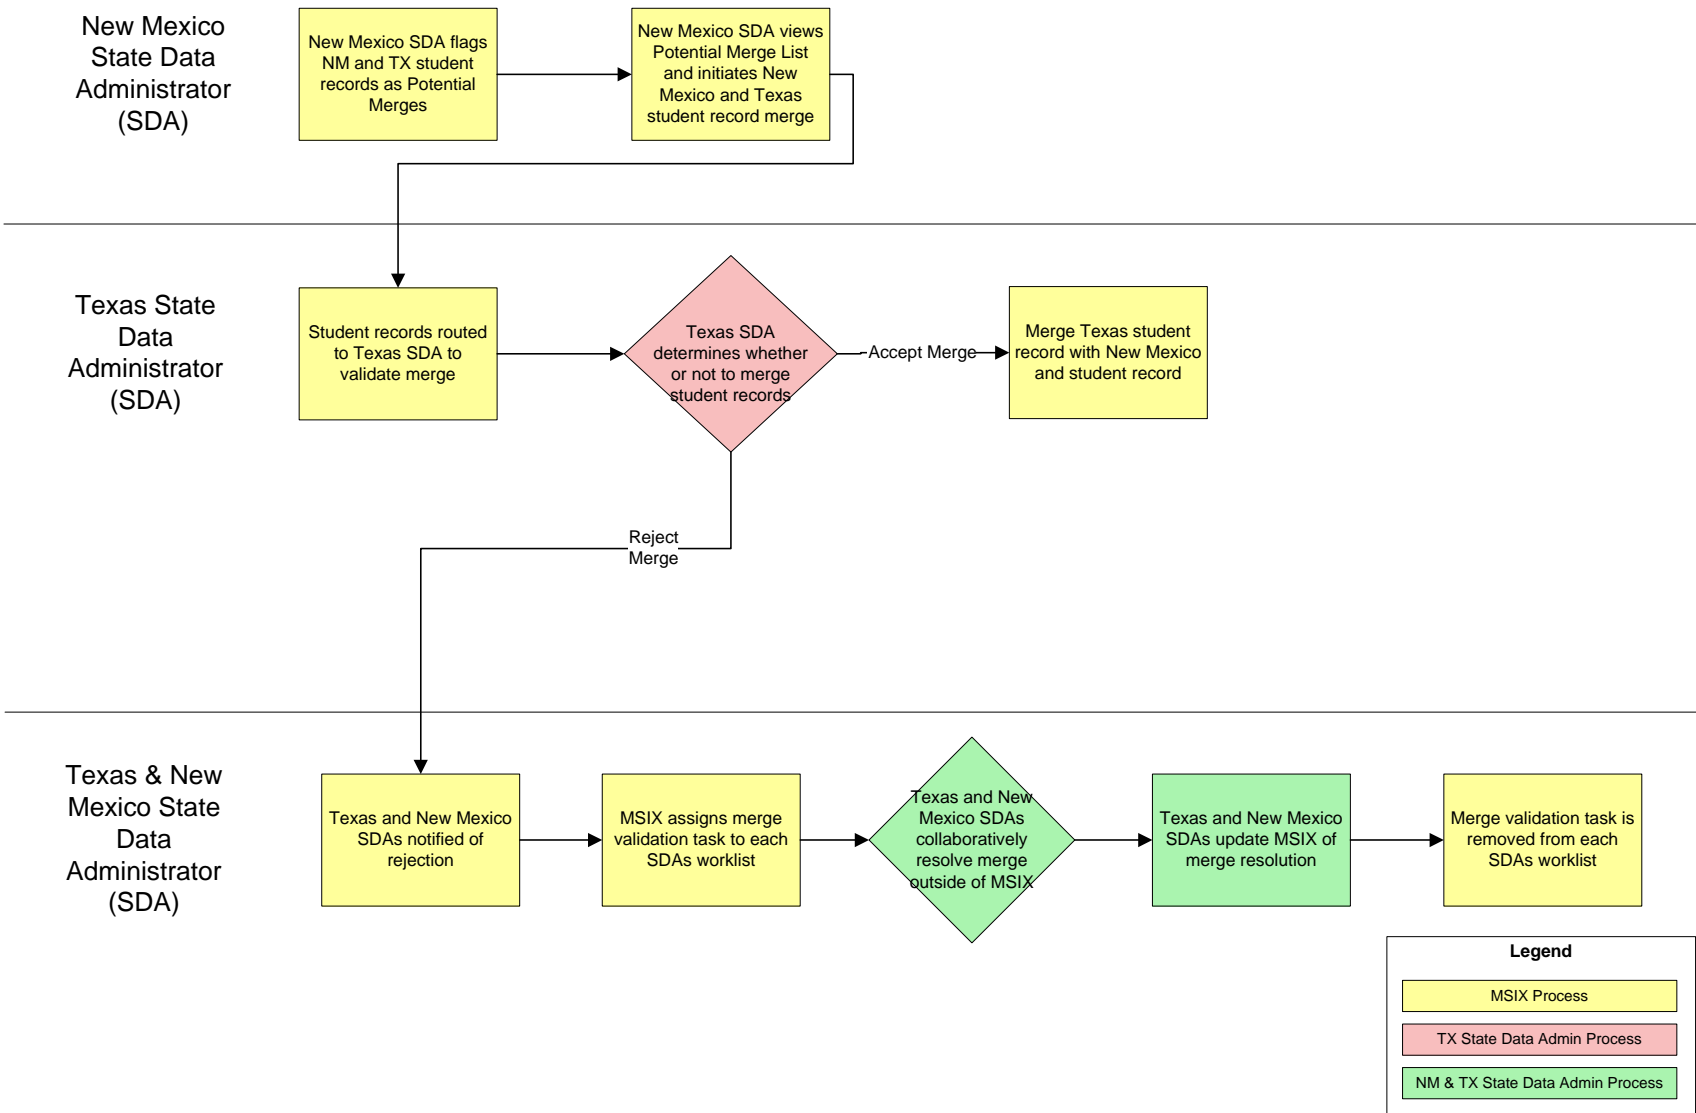 New Mexico
State Data
Administrator
(SDA)
New Mexico SDA flags
NM and TX student
records as Potential
Merges
New Mexico SDA views
Potential Merge List
and initiates New
Mexico and Texas
student record merge
Texas State
Data
Administrator
(SDA)
Student records routed
to Texas SDA to
validate merge
Texas SDA
determines whether
or not to merge
student records
Accept Merge
Merge Texas student
record with New Mexico
and student record
Reject
Merge
Texas & New
Mexico State
Data
Administrator
(SDA)
Texas and New Mexico
SDAs notified of
rejection
MSIX assigns merge
validation task to each
SDAs worklist
Texas and New
Mexico SDAs
collaboratively
resolve merge
outside of MSIX
Texas and New Mexico
SDAs update MSIX of
merge resolution
Merge validation task is
removed from each
SDAs worklist
Legend
MSIX Process
TX State Data Admin Process
NM & TX State Data Admin Process